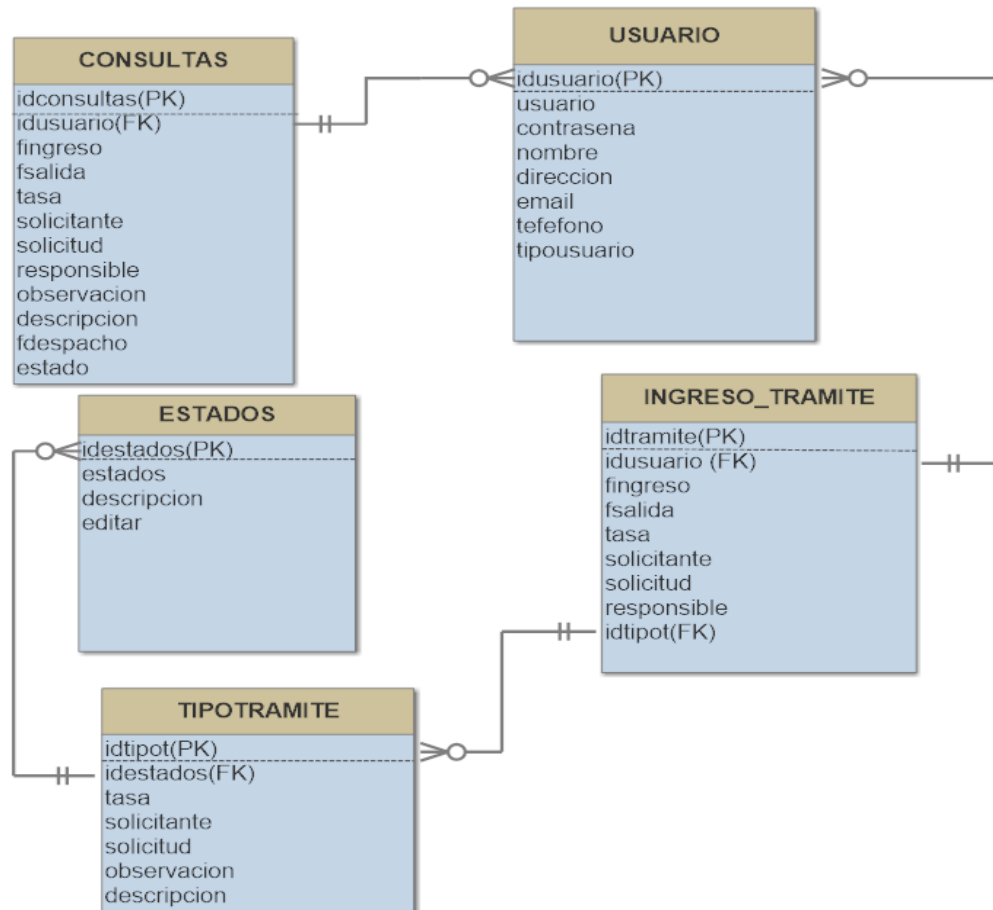 CONSULTAS
idconsultas(PK)
idusuario(FK)
fingreso
fsalida
tasa
solicitante
solicitud
responsible
observacion
descripcion
fdespacho
estado
USUARIO
idusuario(PK)
usuario
contrasena
nombre
direccion
email
tefefono
tipousuario
ESTADOS
idestados(PK)
estados
descripcion
editar
INGRESO_TRAMITE
idtramite(PK)
idusuario (FK)
fingreso
fsalida
tasa
solicitante
solicitud
responsible
idtipot(FK)
TIPOTRAMITE
idtipot(PK)
idestados(FK)
tasa
solicitante
solicitud
observacion
descripcion